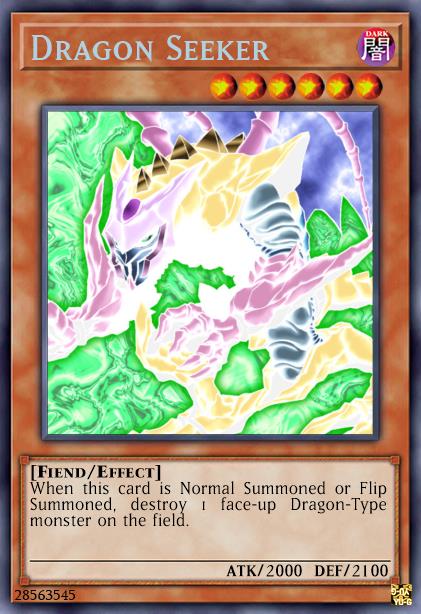 Dragon Seeker
DARK
闇
[Fiend/Effect]
When this card is Normal Summoned or Flip
Summoned, destroy 1 face-up Dragon-Type
monster on the field.
ATK/2000 DEF/2100
28563545